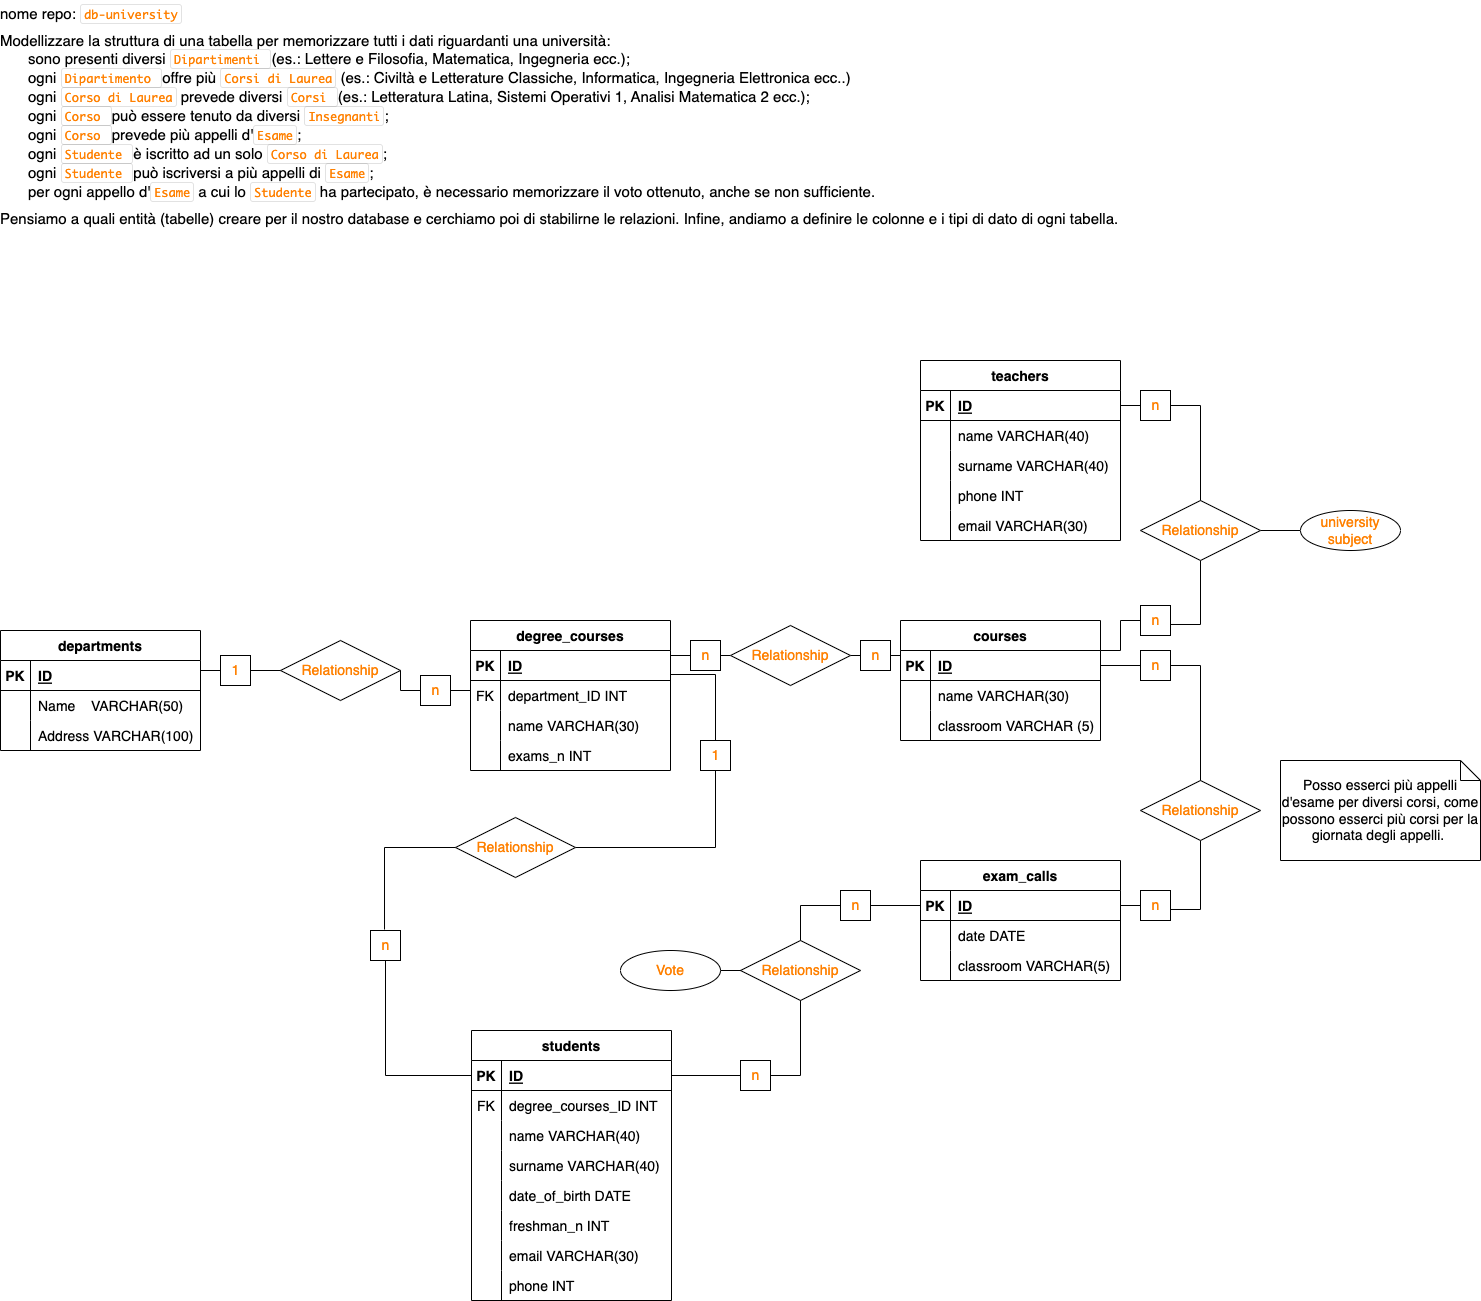 nome repo: db-university
Modellizzare la struttura di una tabella per memorizzare tutti i dati riguardanti una università:
sono presenti diversi Dipartimenti (es.: Lettere e Filosofia, Matematica, Ingegneria ecc.);
ogni Dipartimento offre più Corsi di Laurea (es.: Civiltà e Letterature Classiche, Informatica, Ingegneria Elettronica ecc..)
ogni Corso di Laurea prevede diversi Corsi (es.: Letteratura Latina, Sistemi Operativi 1, Analisi Matematica 2 ecc.);
ogni Corso può essere tenuto da diversi Insegnanti;
ogni Corso prevede più appelli d'Esame;
ogni Studente è iscritto ad un solo Corso di Laurea;
ogni Studente può iscriversi a più appelli di Esame;
per ogni appello d'Esame a cui lo Studente ha partecipato, è necessario memorizzare il voto ottenuto, anche se non sufficiente.
Pensiamo a quali entità (tabelle) creare per il nostro database e cerchiamo poi di stabilirne le relazioni. Infine, andiamo a definire le colonne e i tipi di dato di ogni tabella.
teachers
PK ID
name VARCHAR(40)
surname VARCHAR(40)
phone INT
email VARCHAR(30)
n
Relationship
university
subject
n
departments
PK ID
Name VARCHAR(50)
Address VARCHAR(100)
1
Relationship
n
degree_courses
PK ID
FK department_ID INT
name VARCHAR(30)
exams_n INT
n
Relationship
n
courses
PK ID
name VARCHAR(30)
classroom VARCHAR (5)
n
1
Relationship
n
Relationship
Posso esserci più appelli
d'esame per diversi corsi, come
possono esserci più corsi per la
giornata degli appelli.
exam_calls
PK ID
date DATE
classroom VARCHAR(5)
n
n
Vote
Relationship
n
students
PK ID
FK degree_courses_ID INT
name VARCHAR(40)
surname VARCHAR(40)
date_of_birth DATE
freshman_n INT
email VARCHAR(30)
phone INT